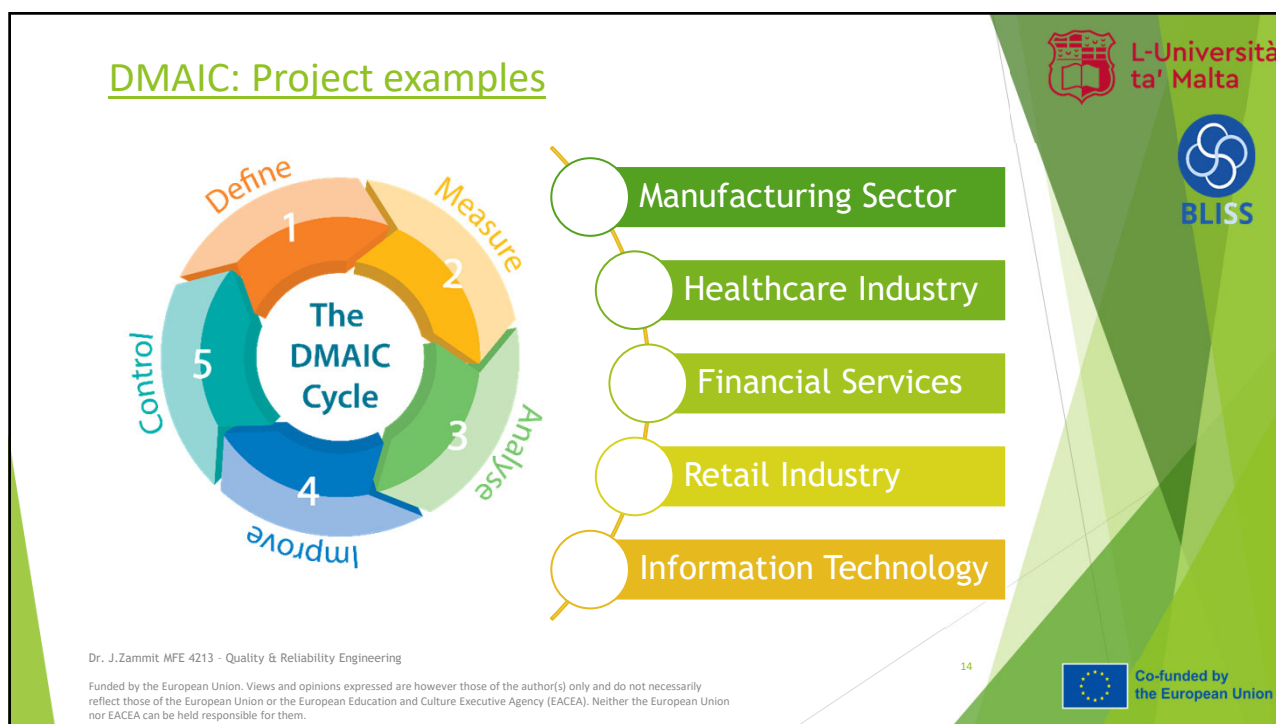 DMAIC: Project examples
L-Università
ta' Malta
BLISS
Define
1
Measure
2
Analyse
3
Improve
4
Control
5
The
DMAIC
Cycle
Manufacturing Sector
Healthcare Industry
Financial Services
Retail Industry
Information Technology
Dr. J.Zammit MFE 4213 – Quality & Reliability Engineering
14
Funded by the European Union. Views and opinions expressed are however those of the author(s) only and do not necessarily
reflect those of the European Union or the European Education and Culture Executive Agency (EACEA). Neither the European Union
nor EACEA can be held responsible for them.
Co-funded by
the European Union